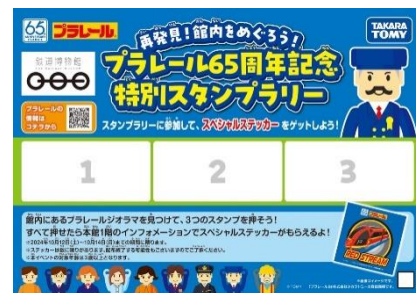 65
プラレール
TAKARA TOMY
鉄道博物館
プラレールの
情報は
コチラから
再発見！館内をめぐろう！
プラレール65周年記念
特別スタンプラリー
スタンプラリーに参加して、スペシャルステッカーをゲットしよう！
1
2
3
館内にあるプラレールジオラマを見つけて、3つのスタンプを押そう！
すべて押せたら本館1階のインフォメーションでスペシャルステッカーがもらえるよ！
RED STREAM